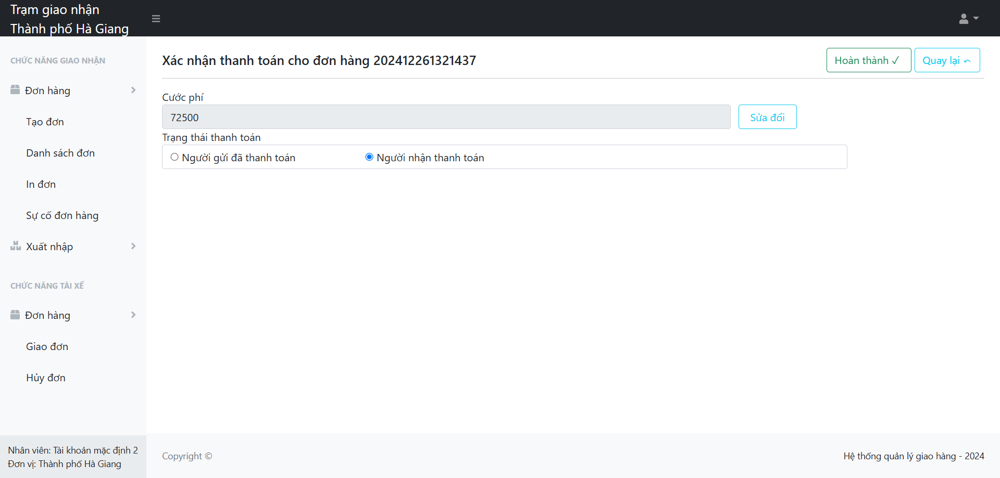 Trạm giao nhận
Thành phố Hà Giang
CHỨC NĂNG GIAO NHẬN
Đơn hàng
Tạo đơn
Danh sách đơn
In đơn
Sự cố đơn hàng
Xuất nhập
CHỨC NĂNG TÀI XẾ
Đơn hàng
Giao đơn
Hủy đơn
Nhân viên: Tài khoản mặc định 2
Đơn vị: Thành phố Hà Giang
Xác nhận thanh toán cho đơn hàng 202412261321437
Hoàn thành ✓
Quay lại ⤺
Cước phí
72500
Sửa đổi
Trạng thái thanh toán
Người gửi đã thanh toán
Người nhận thanh toán
Copyright ©
Hệ thống quản lý giao hàng - 2024